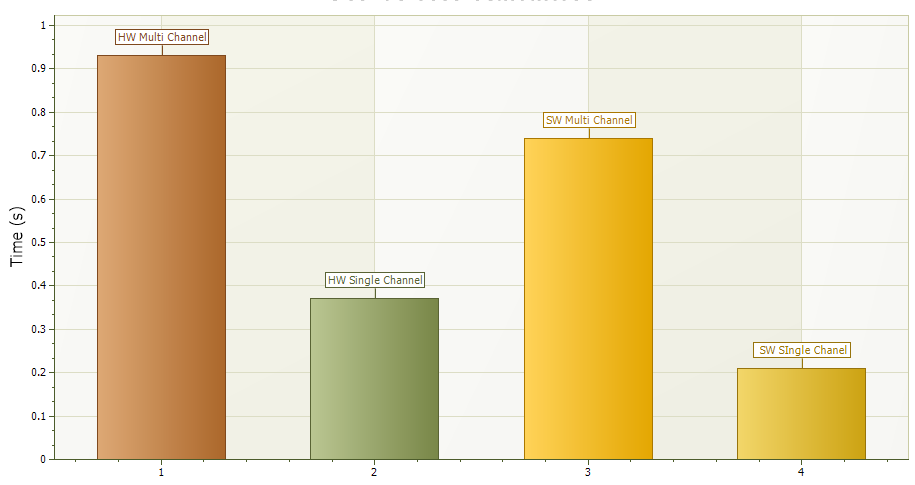 1
HW Multi Channel
0.9
0.8
SW Multi Channel
0.7
0.6
Time (s)
0.5
0.4
HW Single Channel
0.3
SW SIngle Chanel
0.2
0.1
0
1 2 3 4